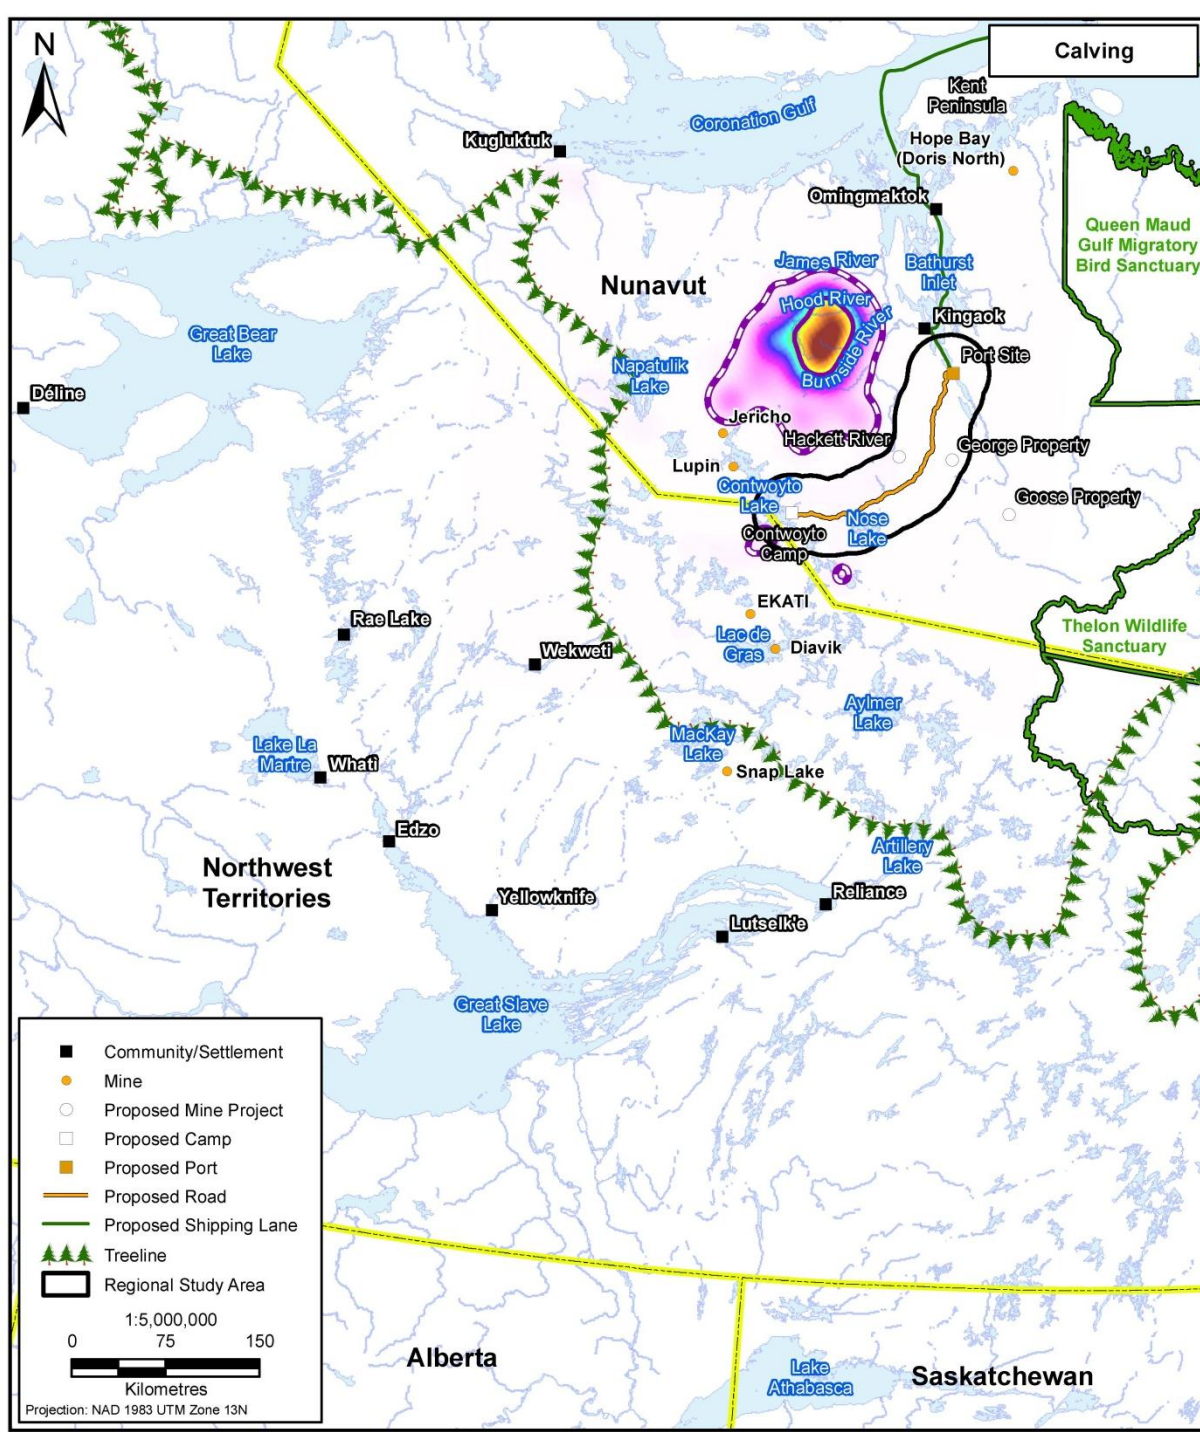 N
Calving
Kent
Peninsula
Coronation Gulf
Kugluktuk
Hope Bay
(Doris North)
Omingmaktok
Queen Maud
Gulf Migratory
Bird Sanctuary
James River
Bathurst
Inlet
Nunavut
Hood River
Great Bear
Lake
Kingaok
Burnside River
Port Site
Napatulik
Lake
Déline
Jericho
Hackett River
George Property
Lupin
Contwoyto
Lake
Goose Property
Nose
Lake
Contwoyto
Camp
EKATI
Rae Lake
Thelon Wildlife
Sanctuary
Lac de
Gras
Diavik
Wekweti
Aylmer
Lake
MacKay
Lake
Lake La
Martre
Whati
Snap Lake
Edzo
Artillery
Lake
Northwest
Territories
Yellowknife
Reliance
Lutselk'e
Great Slave
Lake
Community/Settlement
Mine
Proposed Mine Project
Proposed Camp
Proposed Port
Proposed Road
Proposed Shipping Lane
Treeline
Regional Study Area
1:5,000,000
0 75 150
Kilometres
Projection: NAD 1983 UTM Zone 13N
Alberta
Lake
Athabasca
Saskatchewan